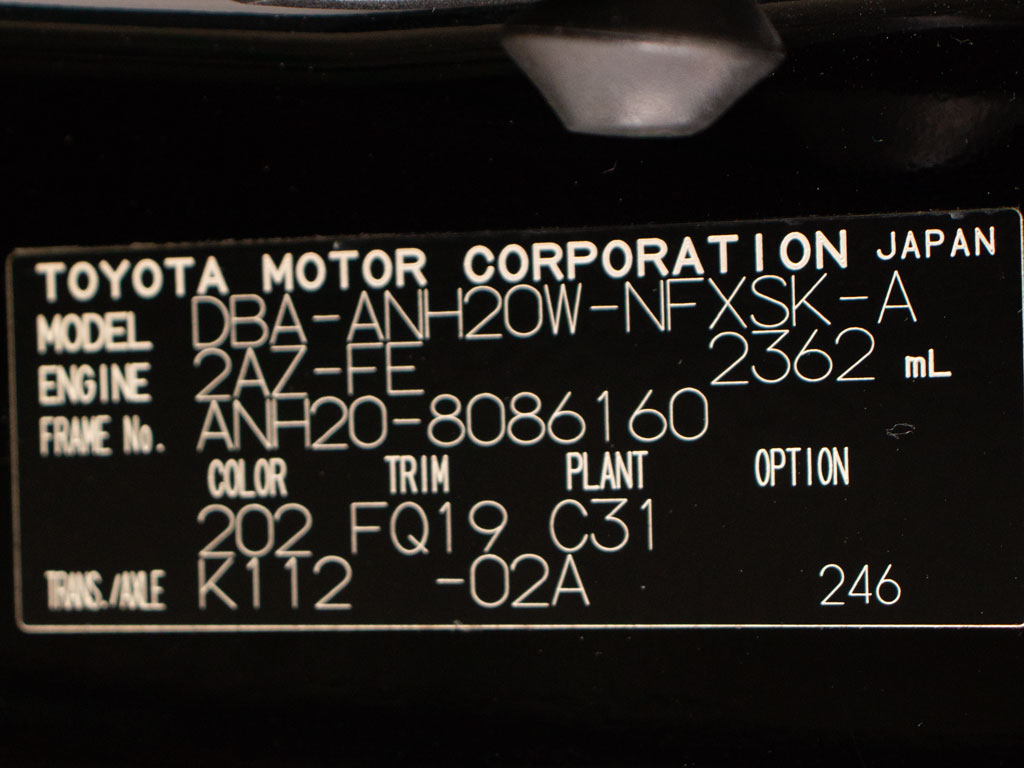 TOYOTA MOTOR CORPORATION JAPAN
MODEL DBA-ANH20W-NFXSK-A
ENGINE 2AZ-FE 2362 mL
FRAME No. ANH20-8086160
COLOR TRIM PLANT OPTION
202 FQ19 C31
TRANS./AXLE K112 -02A 246